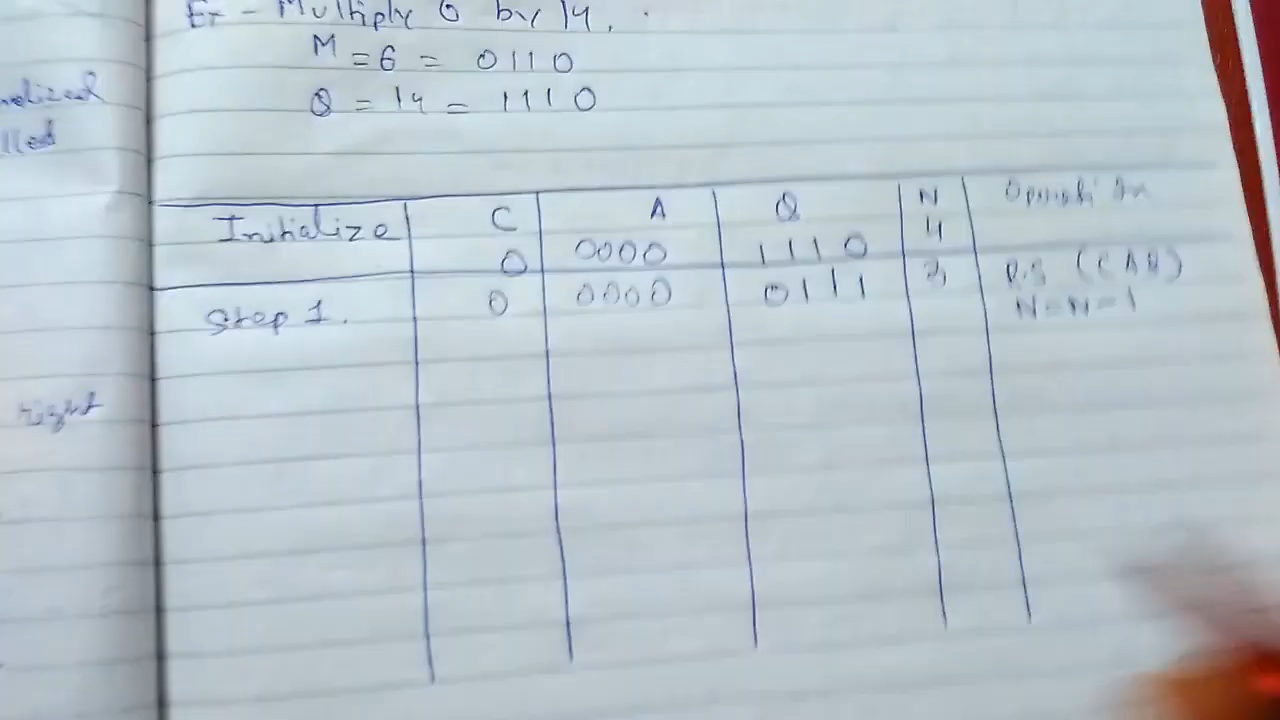 Ex - Multiply 6 by 14.
M = 6 = 0110
Q = 14 = 1110
Initialize C A Q N
0 0000 1110 4
Step 1. 0 0000 0111 3 R.S (CAQ)
N=N-1
right